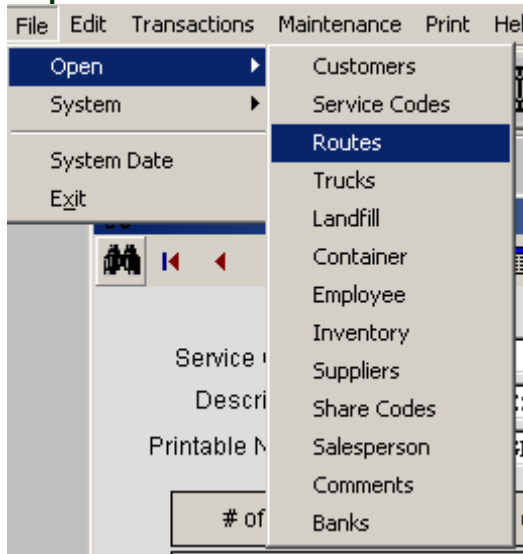 File Edit Transactions Maintenance Print
Open
System
System Date
Exit
Customers
Service Codes
Routes
Trucks
Landfill
Container
Employee
Inventory
Suppliers
Share Codes
Salesperson
Comments
Banks
Service
Printable
# of